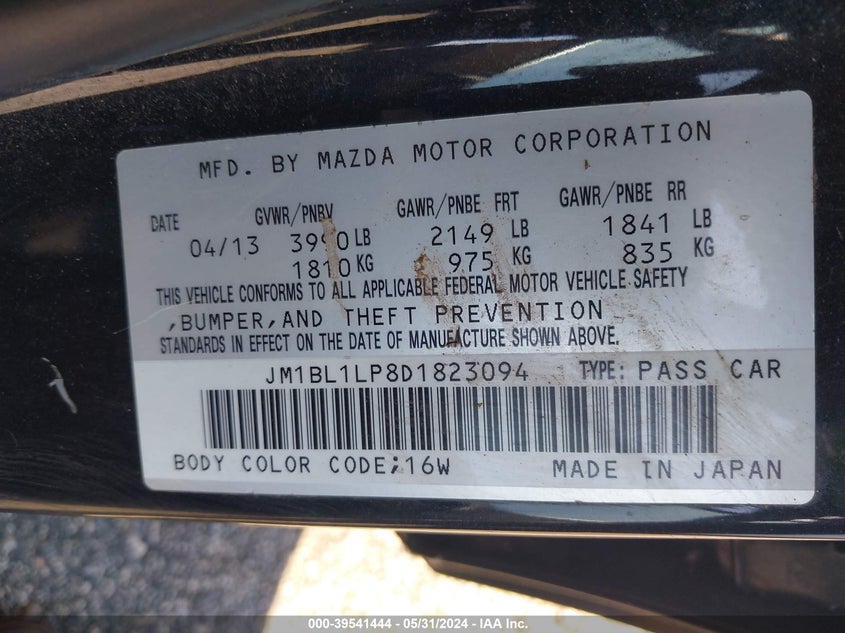 MFD. BY MAZDA MOTOR CORPORATION
DATE GVWR/PNBV GAWR/PNBE FRT GAWR/PNBE RR
04/13 3990 LB 2149 LB 1841 LB
1810 KG 975 KG 835 KG
THIS VEHICLE CONFORMS TO ALL APPLICABLE FEDERAL MOTOR VEHICLE SAFETY
,BUMPER,AND THEFT PREVENTION
STANDARDS IN EFFECT ON THE DATE OF MANUFACTURE SHOWN ABOVE.
JM1BL1LP8D1823094 TYPE: PASS CAR
BODY COLOR CODE;16W MADE IN JAPAN
000-39541444 - 05/31/2024 - IAA Inc.